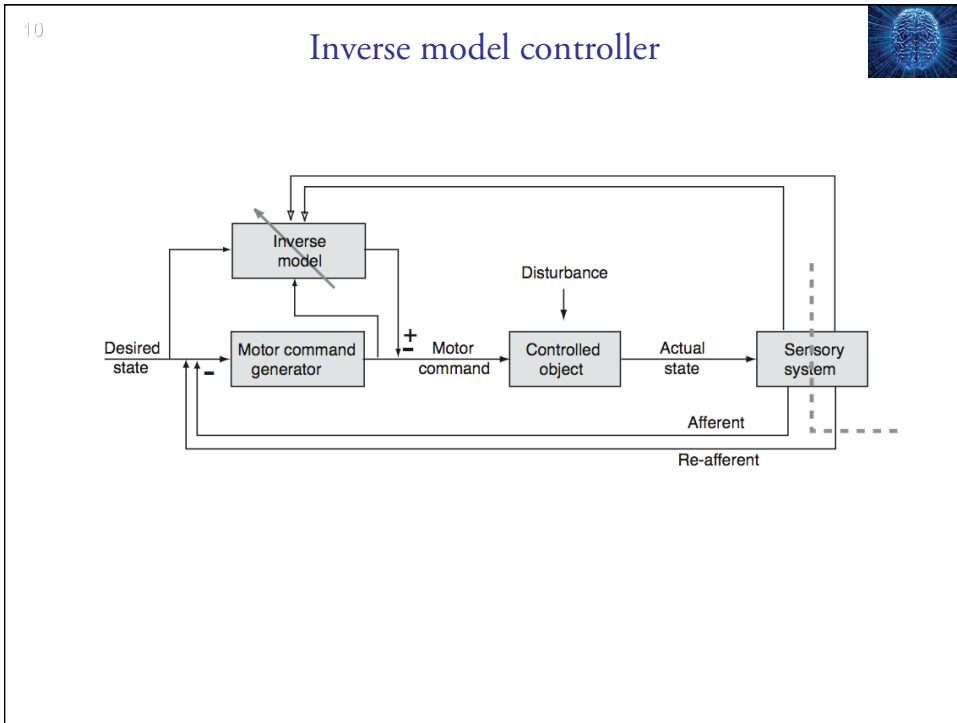 10
Inverse model controller
Inverse
model
Disturbance
+
-
Desired
state
-
Motor command
generator
Motor
command
Controlled
object
Actual
state
Sensory
system
Afferent
Re-afferent